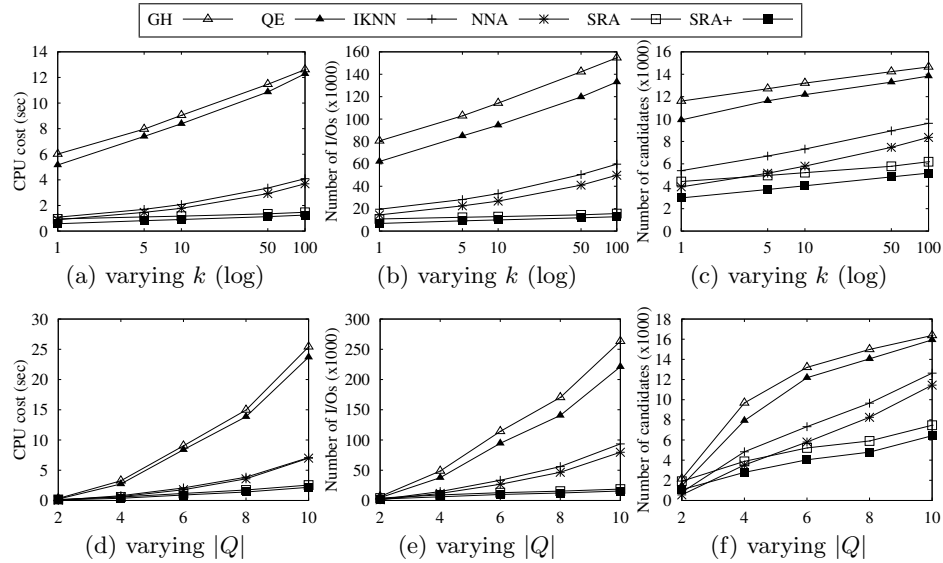 GH QE IKNN NNA SRA SRA+
CPU cost (sec)
14
12
10
8
6
4
2
0
1 5 10 50 100
(a) varying k (log)
Number of I/Os (x1000)
160
140
120
100
80
60
40
20
0
1 5 10 50 100
(b) varying k (log)
Number of candidates (x1000)
16
14
12
10
8
6
4
2
0
1 5 10 50 100
(c) varying k (log)
CPU cost (sec)
30
25
20
15
10
5
0
2 4 6 8 10
(d) varying |Q|
Number of I/Os (x1000)
300
250
200
150
100
50
0
2 4 6 8 10
(e) varying |Q|
Number of candidates (x1000)
18
16
14
12
10
8
6
4
2
0
2 4 6 8 10
(f) varying |Q|